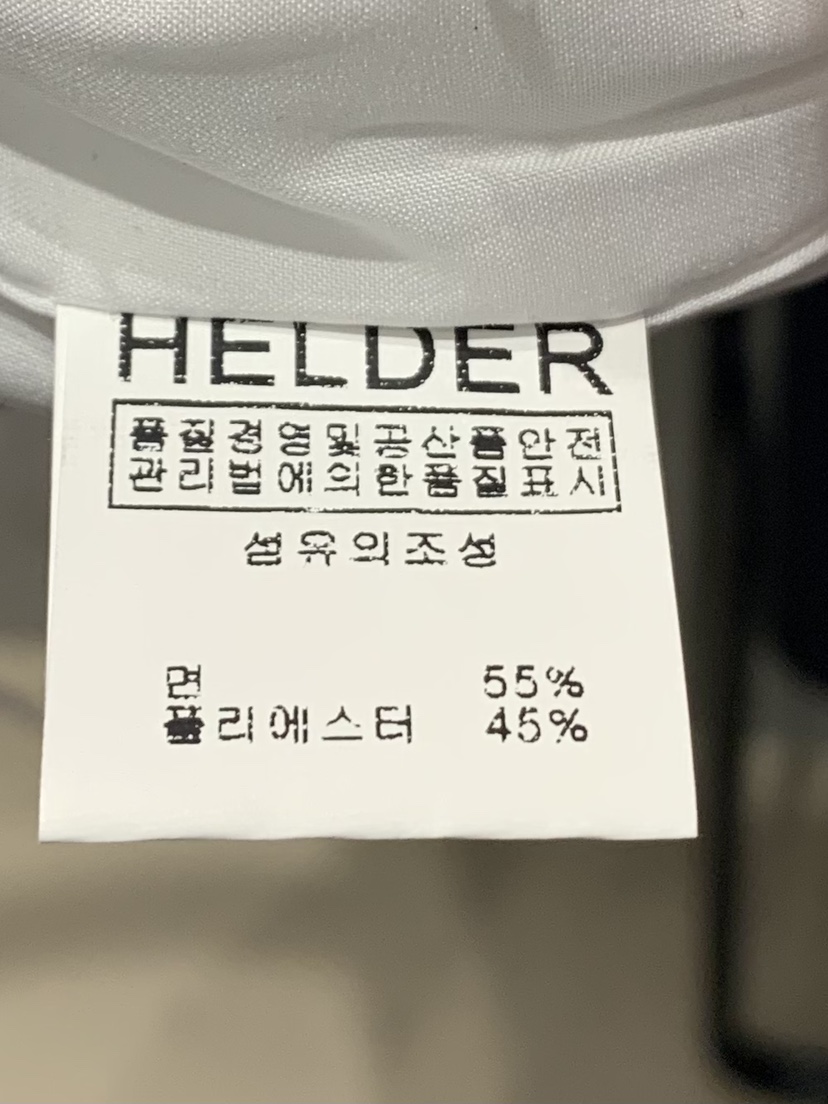 HELDER
품질경영및공산품안전
관리법에의한품질표시
섬유의조성
면 55%
폴리에스터 45%